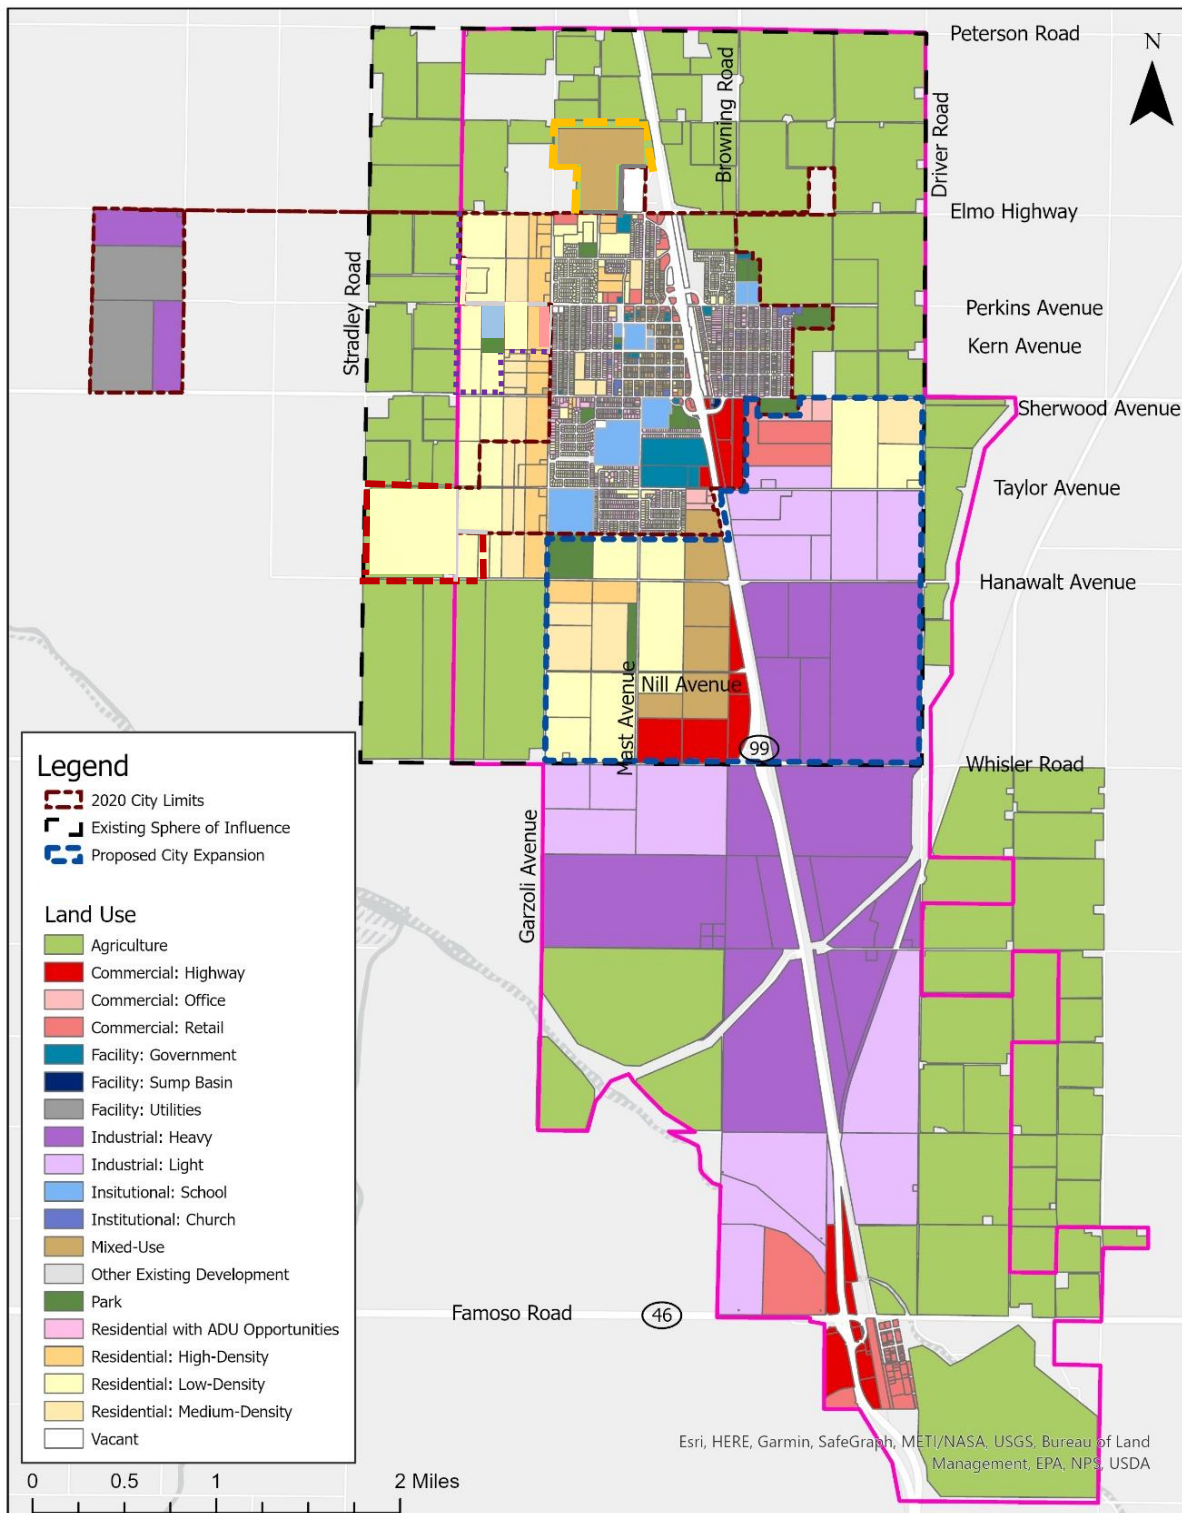 Peterson Road
N
Browning Road
Driver Road
Elmo Highway
Stradley Road
Perkins Avenue
Kern Avenue
Sherwood Avenue
Taylor Avenue
Hanawalt Avenue
Mast Avenue
Nill Avenue
99
Whisler Road
Garzoli Avenue
Legend
2020 City Limits
Existing Sphere of Influence
Proposed City Expansion
Land Use
Agriculture
Commercial: Highway
Commercial: Office
Commercial: Retail
Facility: Government
Facility: Sump Basin
Facility: Utilities
Industrial: Heavy
Industrial: Light
Insitutional: School
Institutional: Church
Mixed-Use
Other Existing Development
Park
Residential with ADU Opportunities
Residential: High-Density
Residential: Low-Density
Residential: Medium-Density
Vacant
Famoso Road
46
Esri, HERE, Garmin, SafeGraph, METI/NASA, USGS, Bureau of Land
Management, EPA, NPS, USDA
0 0.5 1 2 Miles